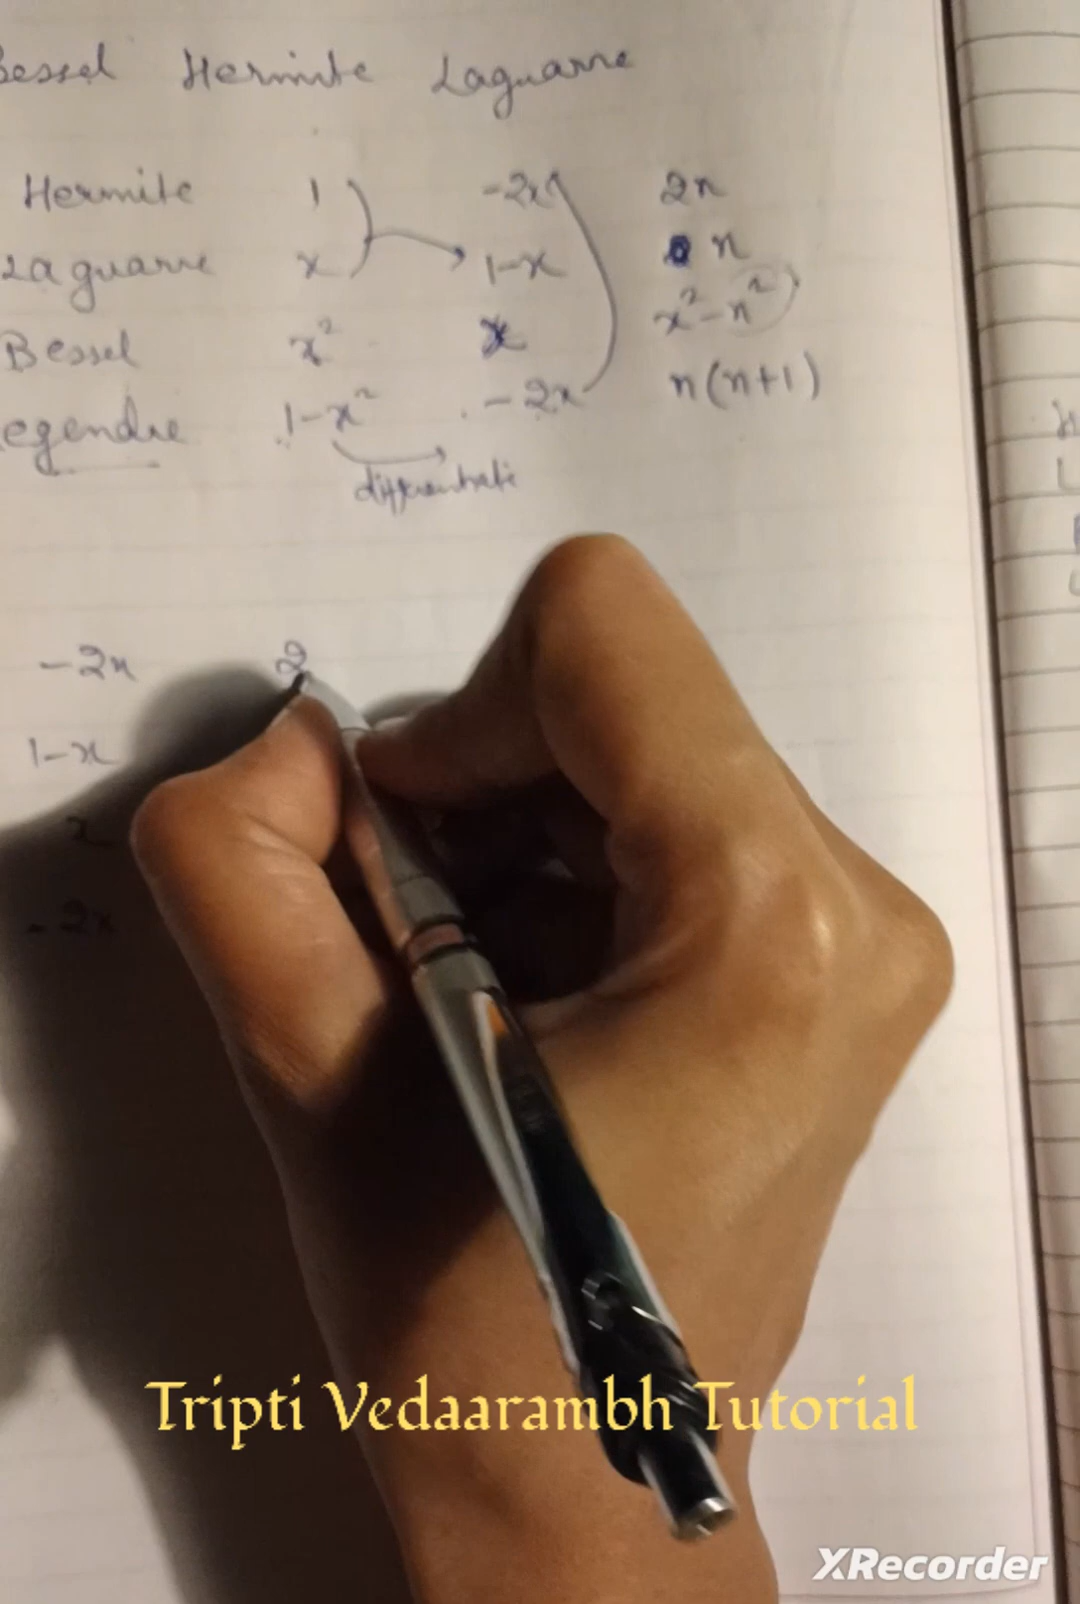 Bessel Hermite Laguarre
Hermite 1 -2x 2n
Laguarre x 1-x n
Bessel x² x x²-n²
Legendre 1-x² -2x n(n+1)
differentiate
-2x 2
1-x
x
-2x
Tripti Vedaarambh Tutorial
XRecorder